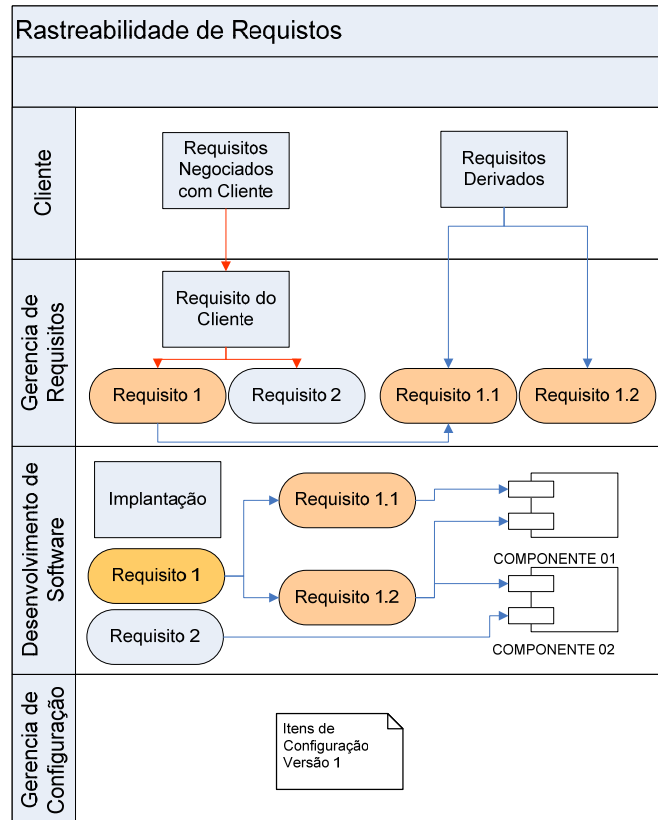 Rastreabilidade de Requistos
Cliente
Requisitos
Negociados
com Cliente
Requisitos
Derivados
Gerencia de
Requisitos
Requisito do
Cliente
Requisito 1
Requisito 2
Requisito 1.1
Requisito 1.2
Desenvolvimento de
Software
Implantação
Requisito 1.1
Requisito 1
Requisito 1.2
Requisito 2
COMPONENTE 01
COMPONENTE 02
Gerencia de
Configuração
Itens de
Configuração
Versão 1